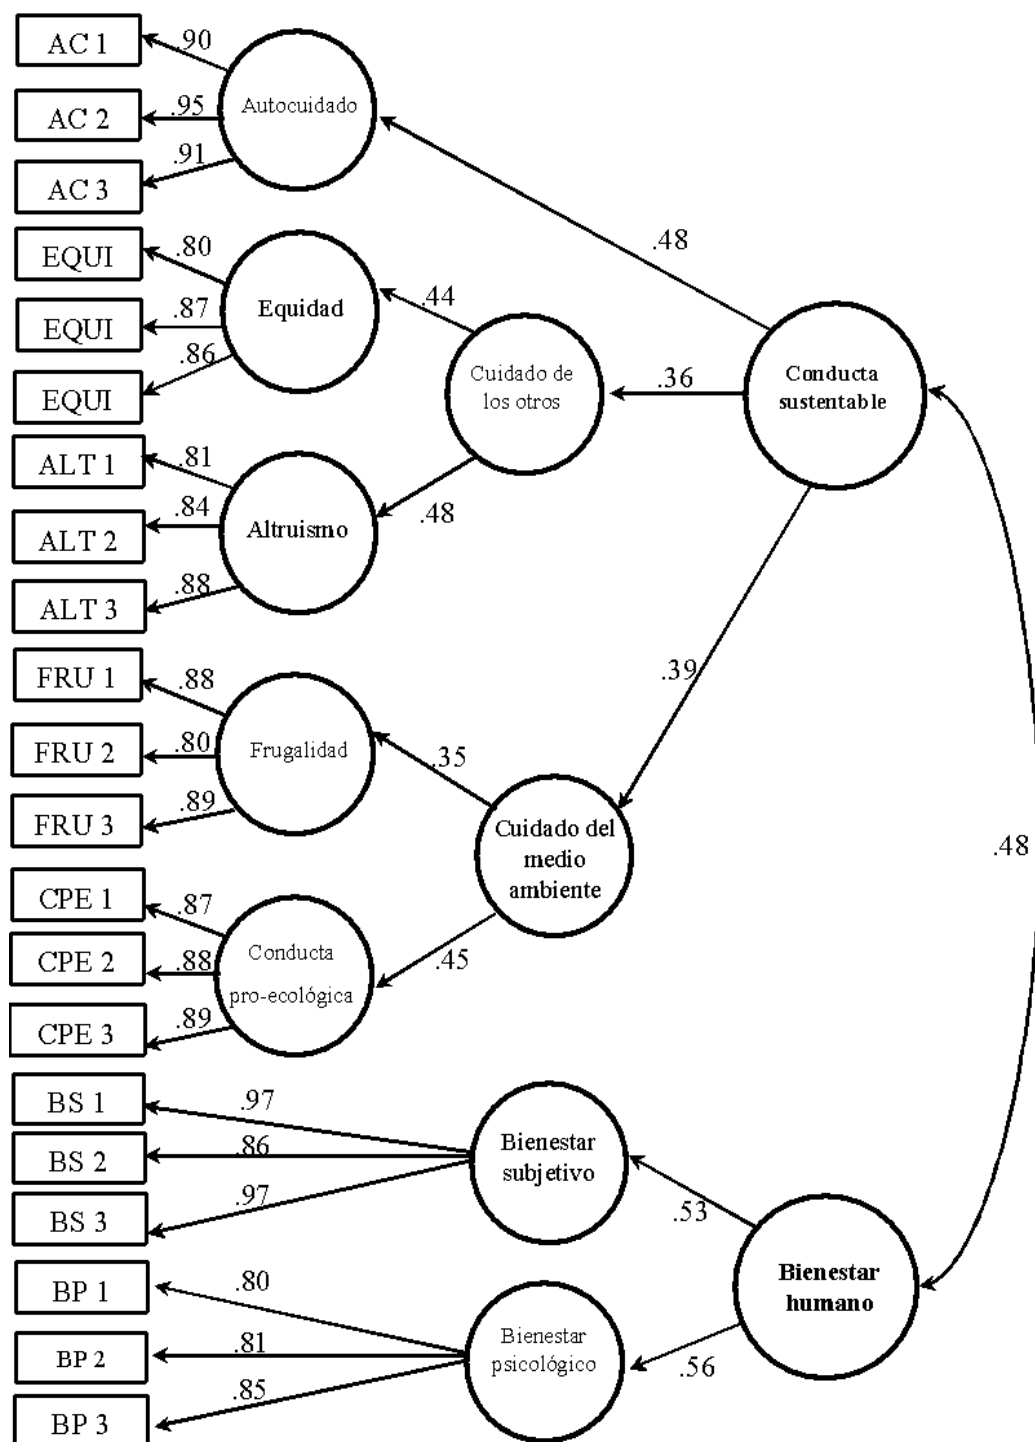 AC 1
.90
AC 2
.95
AC 3
.91
Autocuidado
EQUI
.80
EQUI
.87
EQUI
.86
Equidad
.44
ALT 1
.81
ALT 2
.84
ALT 3
.88
Altruismo
.48
Cuidado de
los otros
.48
.36
Conducta
sustentable
.39
FRU 1
.88
FRU 2
.80
FRU 3
.89
Frugalidad
.35
Cuidado del
medio
ambiente
.48
CPE 1
.87
CPE 2
.88
CPE 3
.89
Conducta
pro-ecológica
.45
BS 1
.97
BS 2
.86
BS 3
.97
Bienestar
subjetivo
.53
Bienestar
humano
BP 1
.80
BP 2
.81
BP 3
.85
Bienestar
psicológico
.56